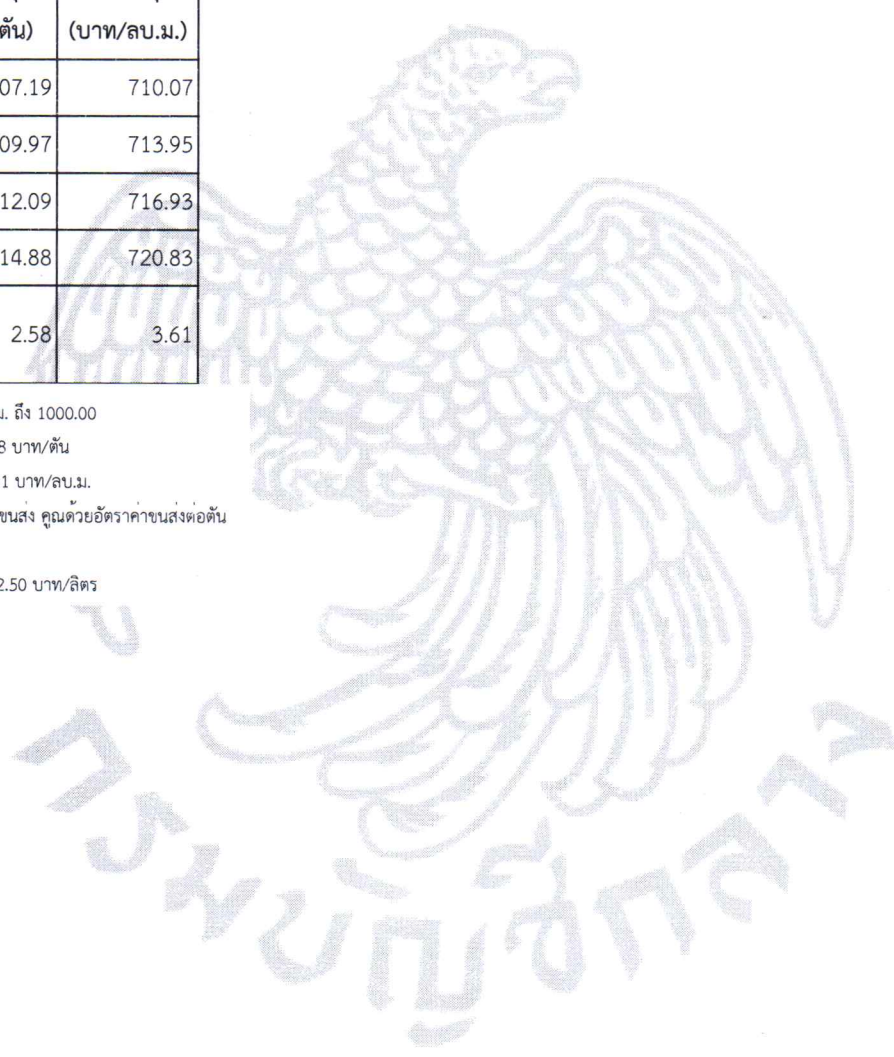 ตัน) (บาท/ลบ.ม.)
07.19 710.07
09.97 713.95
12.09 716.93
14.88 720.83
2.58 3.61
ม. ถึง 1000.00
8 บาท/ตัน
1 บาท/ลบ.ม.
ขนส่ง คูณด้วยอัตราค่าขนส่งต่อตัน
2.50 บาท/ลิตร
กรมบัญชีกลาง